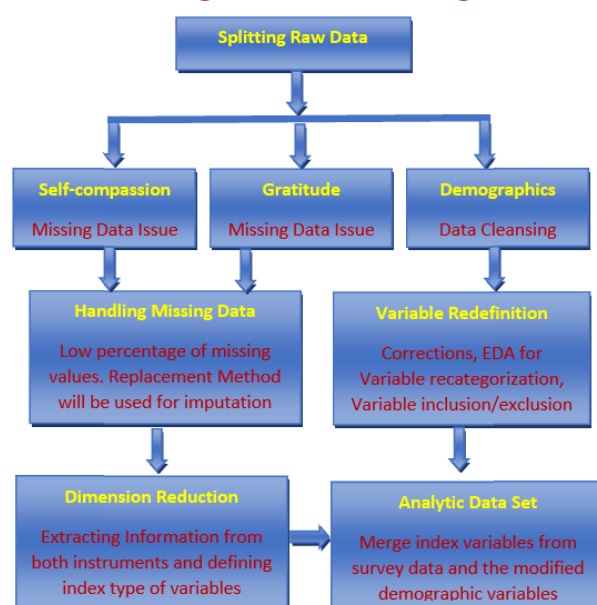 Splitting Raw Data
Self-compassion
Missing Data Issue
Gratitude
Missing Data Issue
Demographics
Data Cleansing
Handling Missing Data
Low percentage of missing
values. Replacement Method
will be used for imputation
Variable Redefinition
Corrections, EDA for
Variable recategorization,
Variable inclusion/exclusion
Dimension Reduction
Extracting Information from
both instruments and defining
index type of variables
Analytic Data Set
Merge index variables from
survey data and the modified
demographic variables